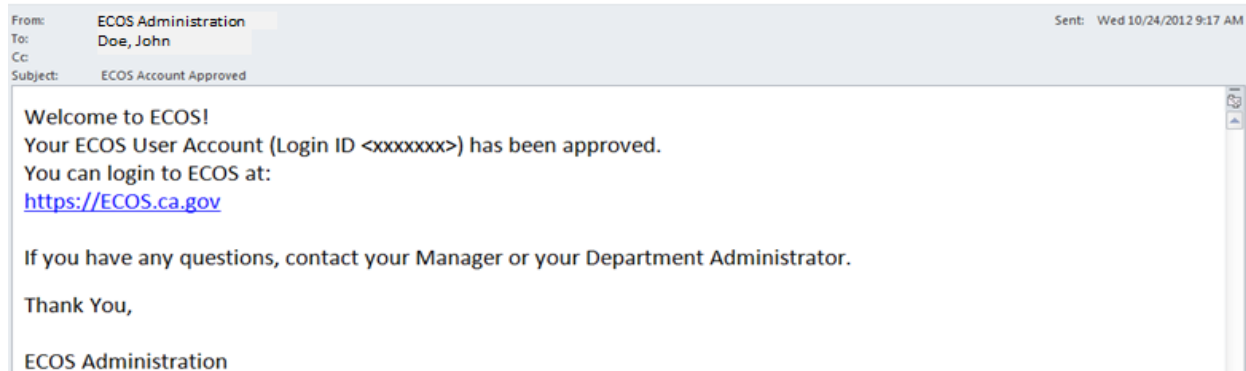 From: ECOS Administration Sent: Wed 10/24/2012 9:17 AM
To: Doe, John
Cc:
Subject: ECOS Account Approved
Welcome to ECOS!
Your ECOS User Account (Login ID <xxxxxxx>) has been approved.
You can login to ECOS at:
https://ECOS.ca.gov
If you have any questions, contact your Manager or your Department Administrator.
Thank You,
ECOS Administration